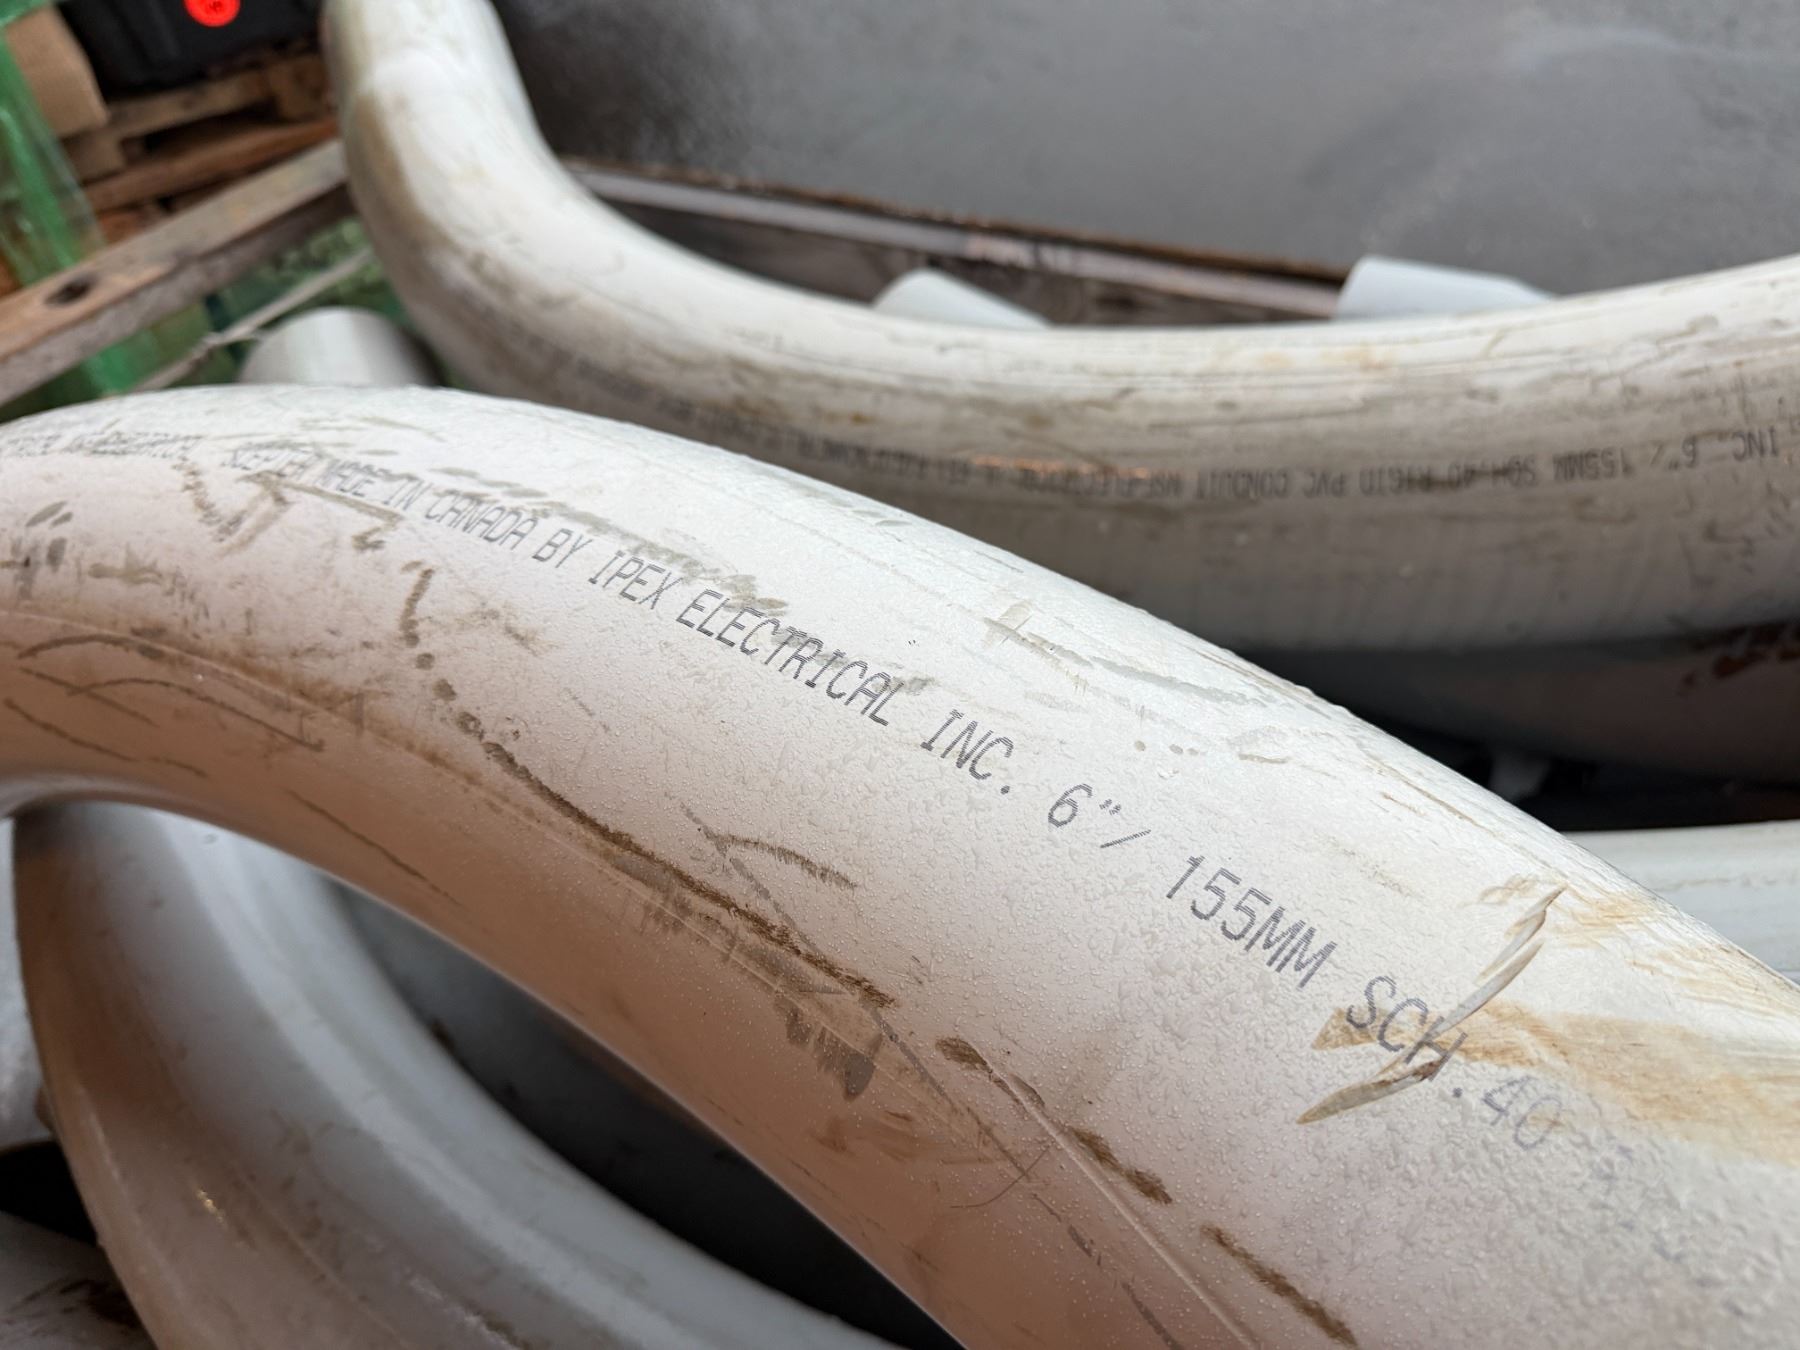 SCEPTER MADE IN CANADA BY IPEX ELECTRICAL INC. 6"/ 155MM SCH.40
INC. 6"/ 155MM SCH.40 RIGID PVC CONDUIT